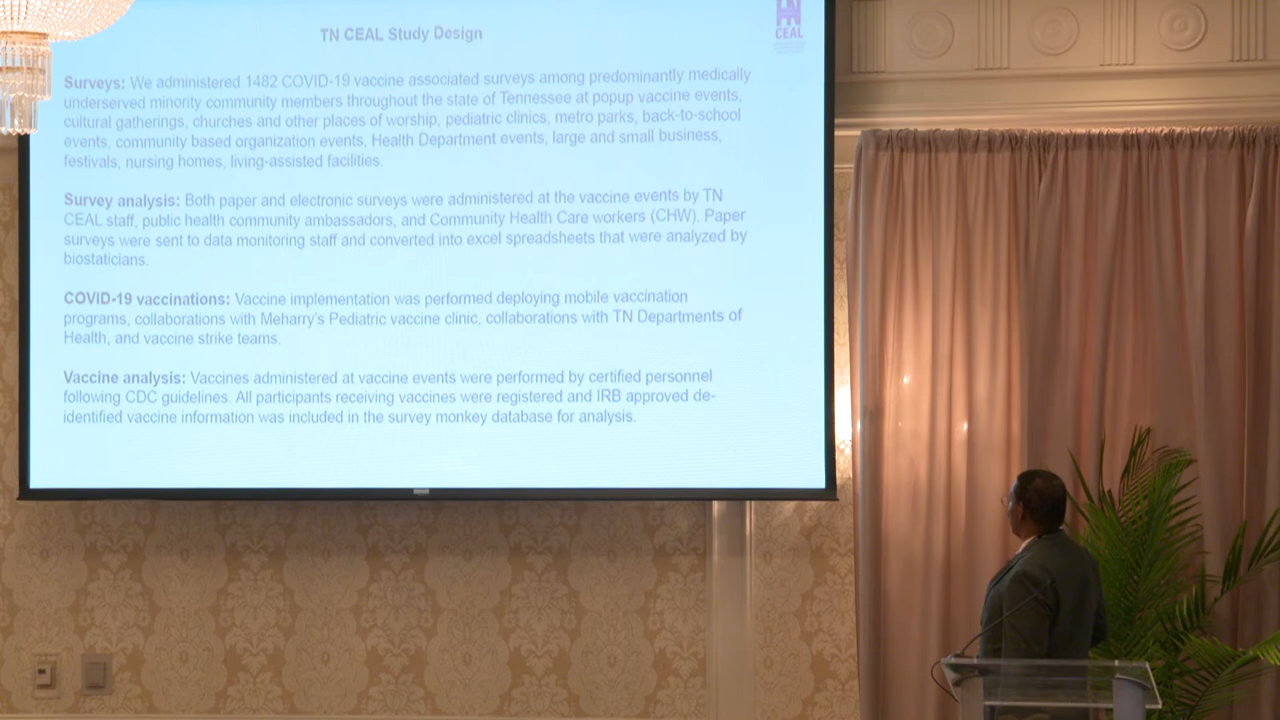 TN CEAL Study Design
CEAL
Surveys: We administered 1482 COVID-19 vaccine associated surveys among predominantly medically
underserved minority community members throughout the state of Tennessee at popup vaccine events,
cultural gatherings, churches and other places of worship, pediatric clinics, metro parks, back-to-school
events, community based organization events, Health Department events, large and small business,
festivals, nursing homes, living-assisted facilities.
Survey analysis: Both paper and electronic surveys were administered at the vaccine events by TN
CEAL staff, public health community ambassadors, and Community Health Care workers (CHW). Paper
surveys were sent to data monitoring staff and converted into excel spreadsheets that were analyzed by
biostaticians.
COVID-19 vaccinations: Vaccine implementation was performed deploying mobile vaccination
programs, collaborations with Meharry's Pediatric vaccine clinic, collaborations with TN Departments of
Health, and vaccine strike teams.
Vaccine analysis: Vaccines administered at vaccine events were performed by certified personnel
following CDC guidelines. All participants receiving vaccines were registered and IRB approved de-
identified vaccine information was included in the survey monkey database for analysis.